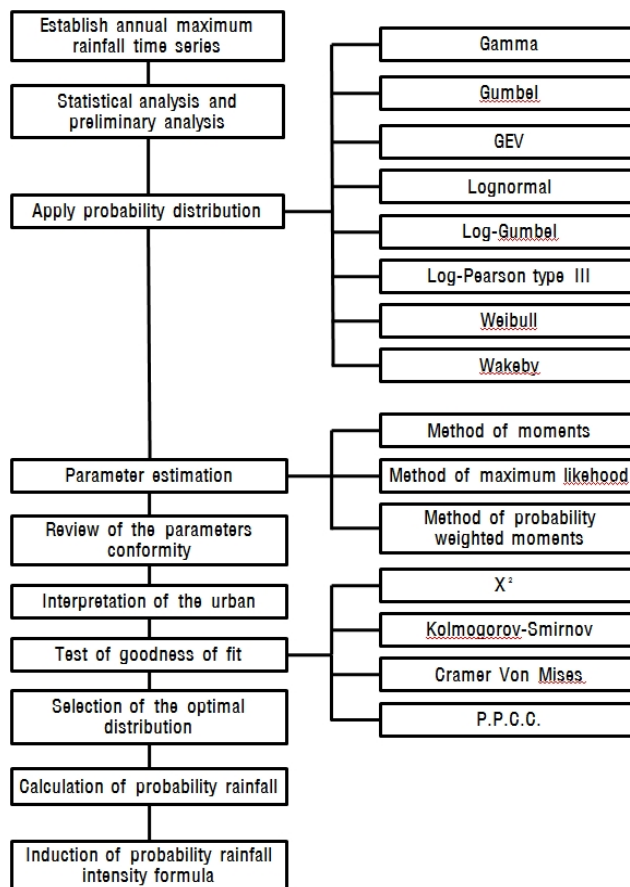 Establish annual maximum
rainfall time series
Statistical analysis and
preliminary analysis
Apply probability distribution
Gamma
Gumbel
GEV
Lognormal
Log-Gumbel
Log-Pearson type III
Weibull
Wakeby
Parameter estimation
Method of moments
Method of maximum likehood
Method of probability
weighted moments
Review of the parameters
conformity
Interpretation of the urban
Test of goodness of fit
X²
Kolmogorov-Smirnov
Cramer Von Mises
P.P.C.C.
Selection of the optimal
distribution
Calculation of probability rainfall
Induction of probability rainfall
intensity formula